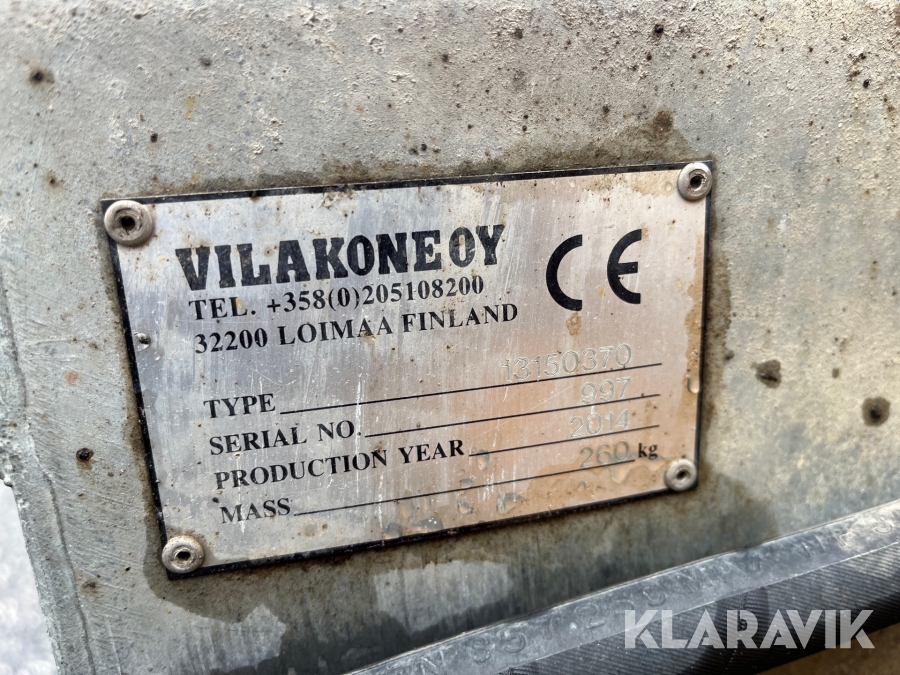 VILAKONE OY
TEL. +358(0)205108200
32200 LOIMAA FINLAND
CE
TYPE 13150370
SERIAL NO. 997
PRODUCTION YEAR 2014
MASS 260 kg
KLARAVIK